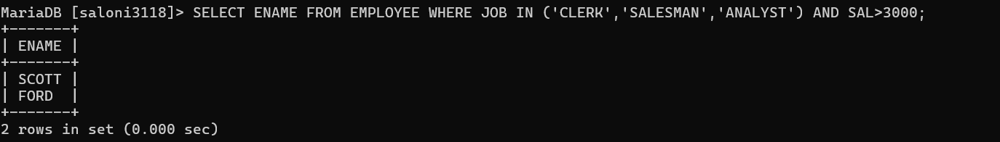 MariaDB [saloni3118]> SELECT ENAME FROM EMPLOYEE WHERE JOB IN ('CLERK','SALESMAN','ANALYST') AND SAL>3000;
+-------+
| ENAME |
+-------+
| SCOTT |
| FORD  |
+-------+
2 rows in set (0.000 sec)